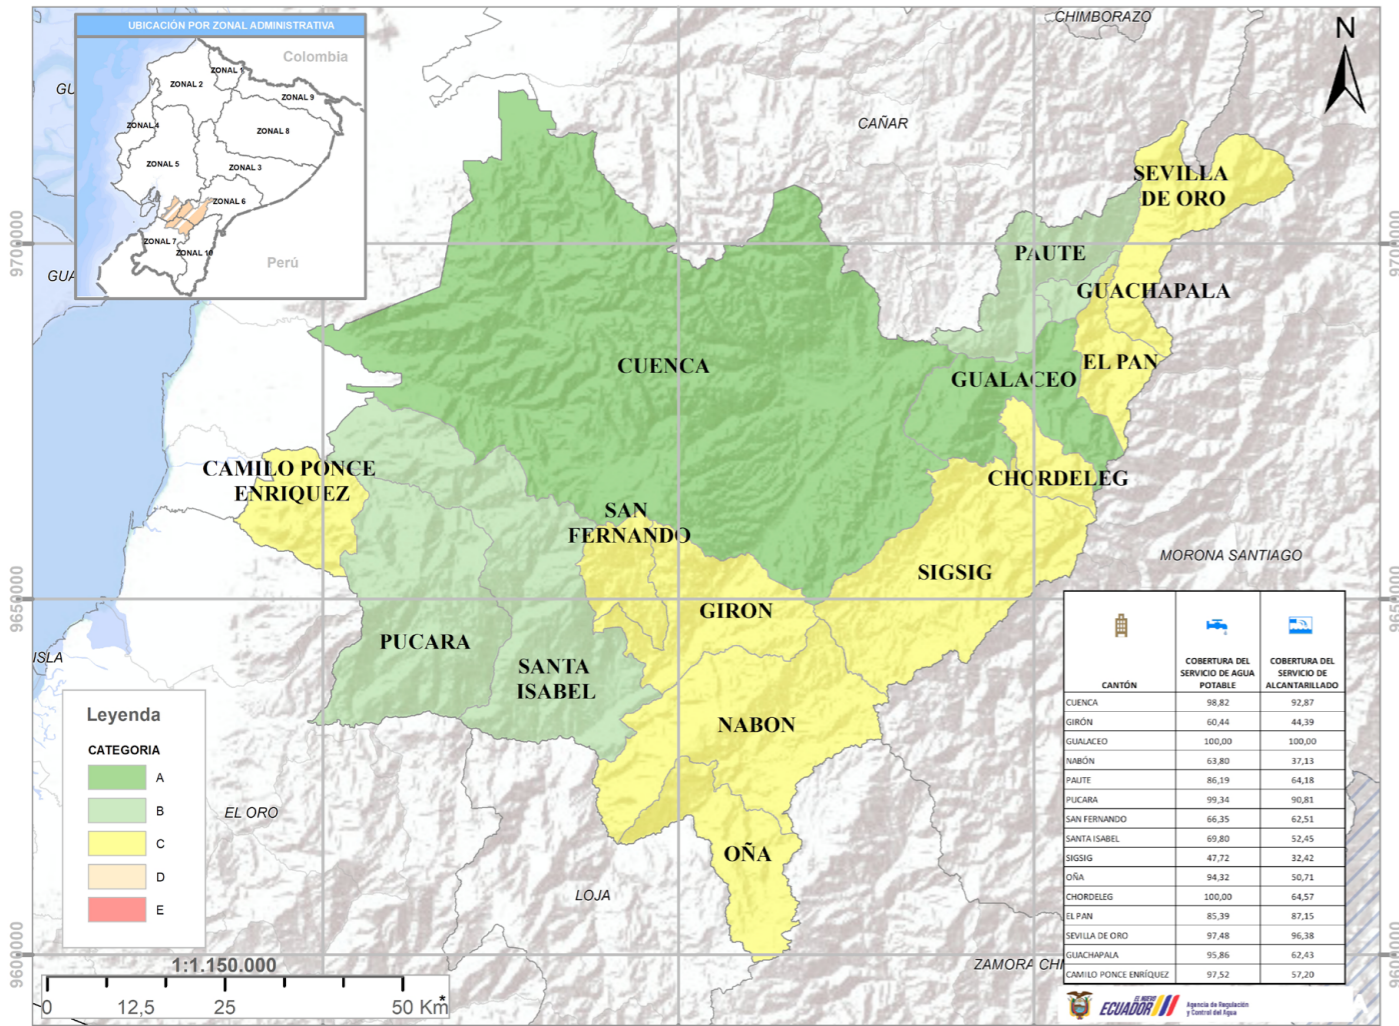 UBICACIÓN POR ZONAL ADMINISTRATIVA
Colombia
ZONAL 1
ZONAL 2
ZONAL 9
ZONAL 4
ZONAL 8
ZONAL 5
ZONAL 3
ZONAL 6
ZONAL 7
ZONAL 10
Perú
GU
GUA
CHIMBORAZO
N
CAÑAR
SEVILLA
DE ORO
9700000
PAUTE
GUACHAPALA
CUENCA
EL PAN
GUALACEO
CAMILO PONCE
ENRIQUEZ
CHORDELEG
SAN
FERNANDO
MORONA SANTIAGO
SIGSIG
9650000
9650000
GIRON
PUCARA
ISLA
SANTA
ISABEL
NABON
EL ORO
OÑA
LOJA
9600000
ZAMORA CHI
Leyenda
CATEGORIA
A
B
C
D
E
1:1.150.000
0 12,5 25 50 Km
CANTÓN COBERTURA DEL SERVICIO DE AGUA POTABLE COBERTURA DEL SERVICIO DE ALCANTARILLADO
CUENCA 98,82 92,87
GIRÓN 60,44 44,39
GUALACEO 100,00 100,00
NABÓN 63,80 37,13
PAUTE 86,19 64,18
PUCARA 99,34 90,81
SAN FERNANDO 66,35 62,51
SANTA ISABEL 69,80 52,45
SIGSIG 47,72 32,42
OÑA 94,32 50,71
CHORDELEG 100,00 64,57
EL PAN 85,39 87,15
SEVILLA DE ORO 97,48 96,38
GUACHAPALA 95,86 62,43
CAMILO PONCE ENRÍQUEZ 97,52 57,20
EL NUEVO
ECUADOR
Agencia de Regulación
y Control del Agua